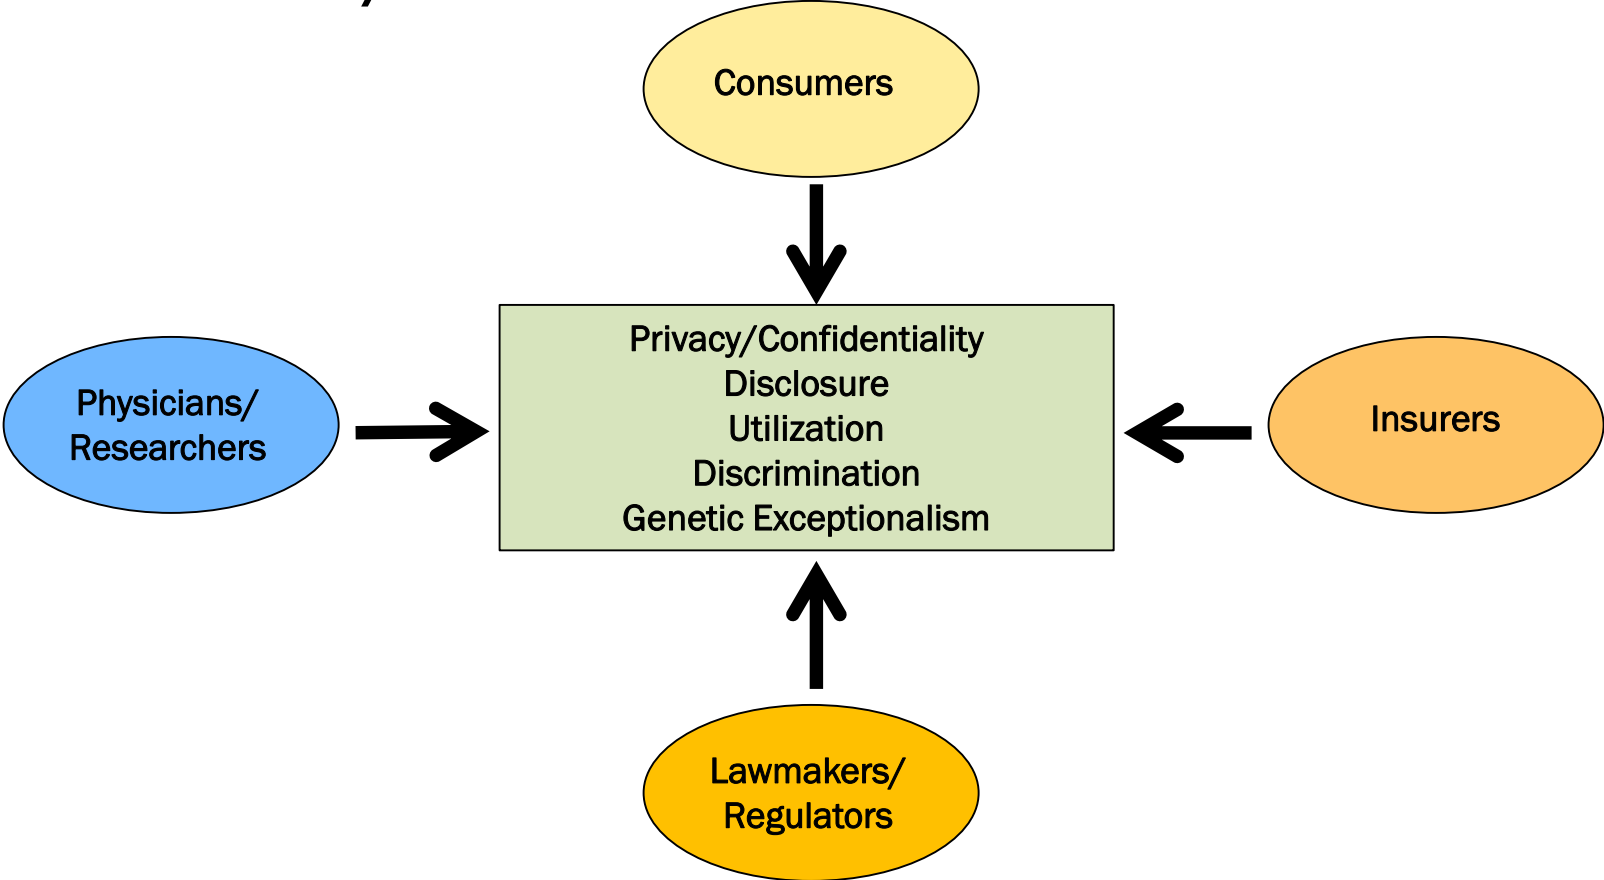 Consumers
Privacy/Confidentiality
Disclosure
Utilization
Discrimination
Genetic Exceptionalism
Physicians/
Researchers
Insurers
Lawmakers/
Regulators